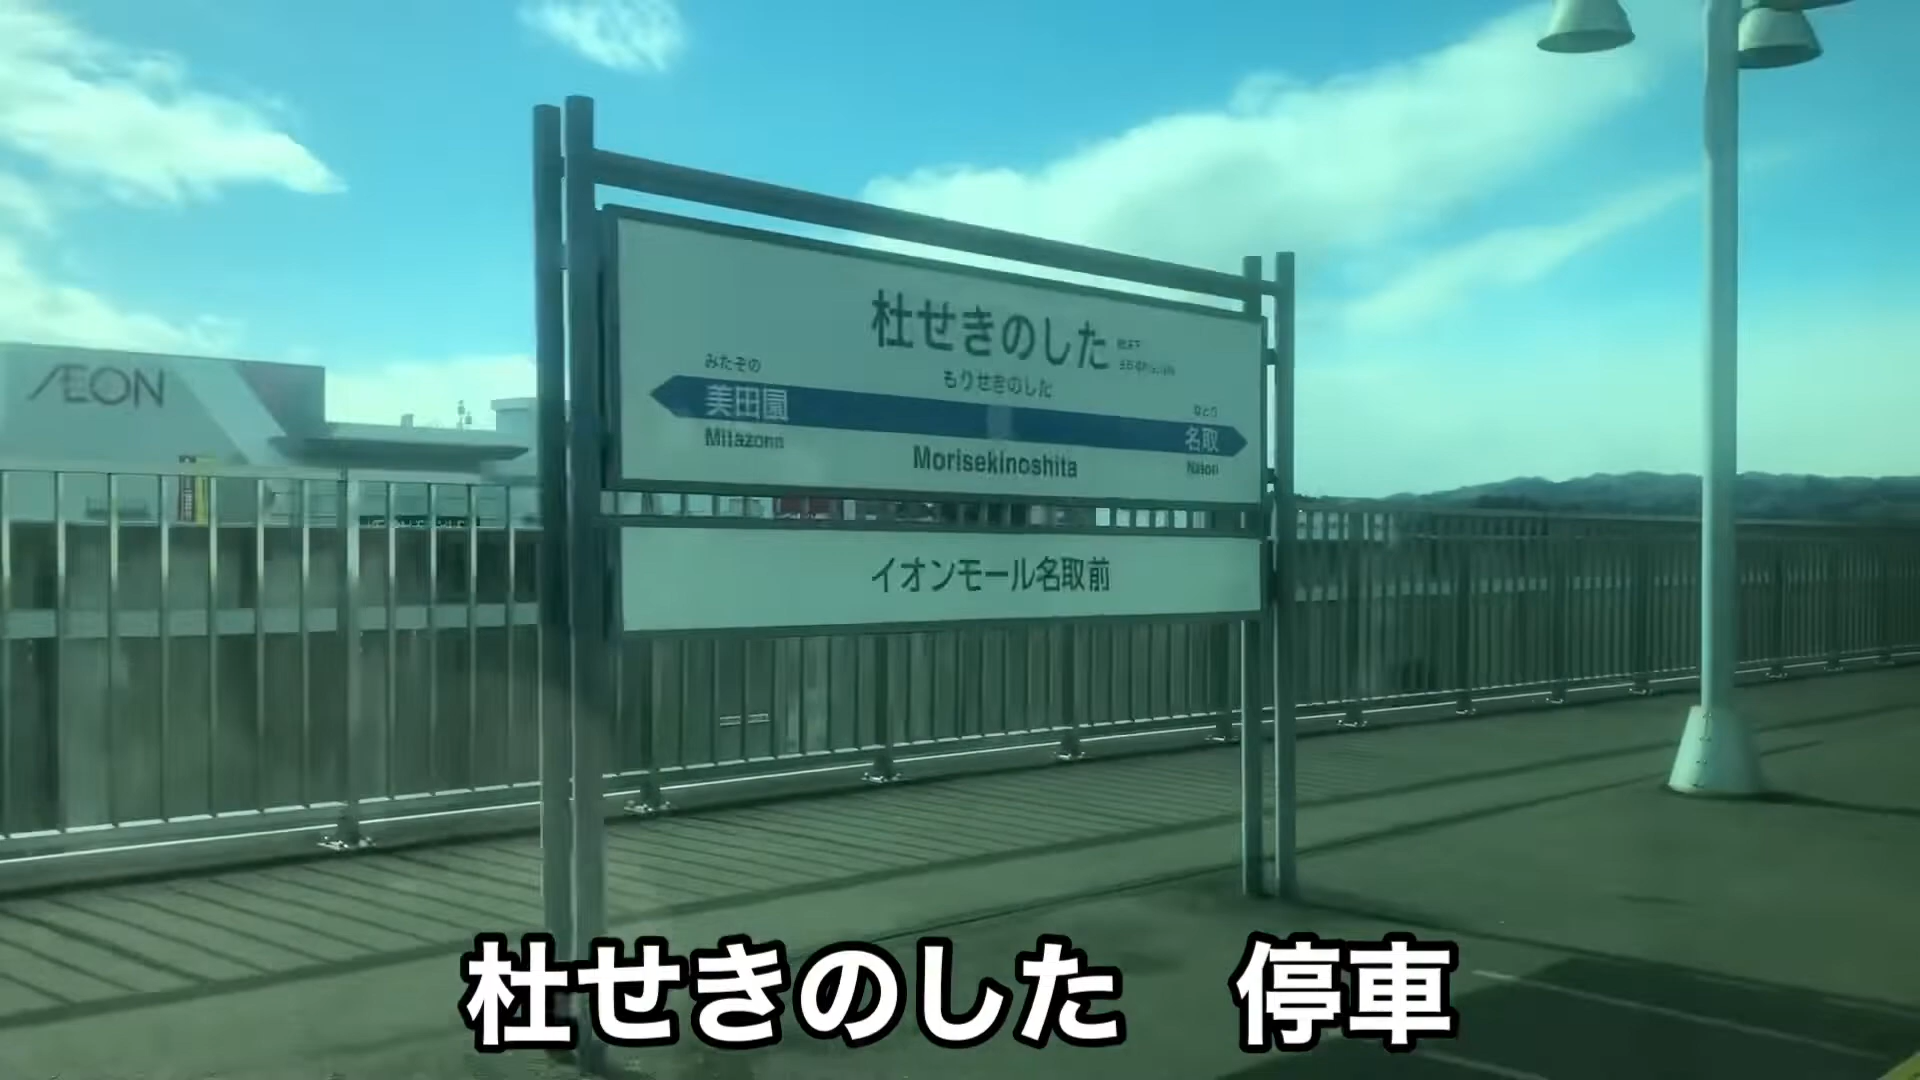 ÆON
杜せきのした
もりせきのした
みたぞの
美田園
Mitazono
Morisekinoshita
なとり
名取
Natori
イオンモール名取前
杜せきのした　停車